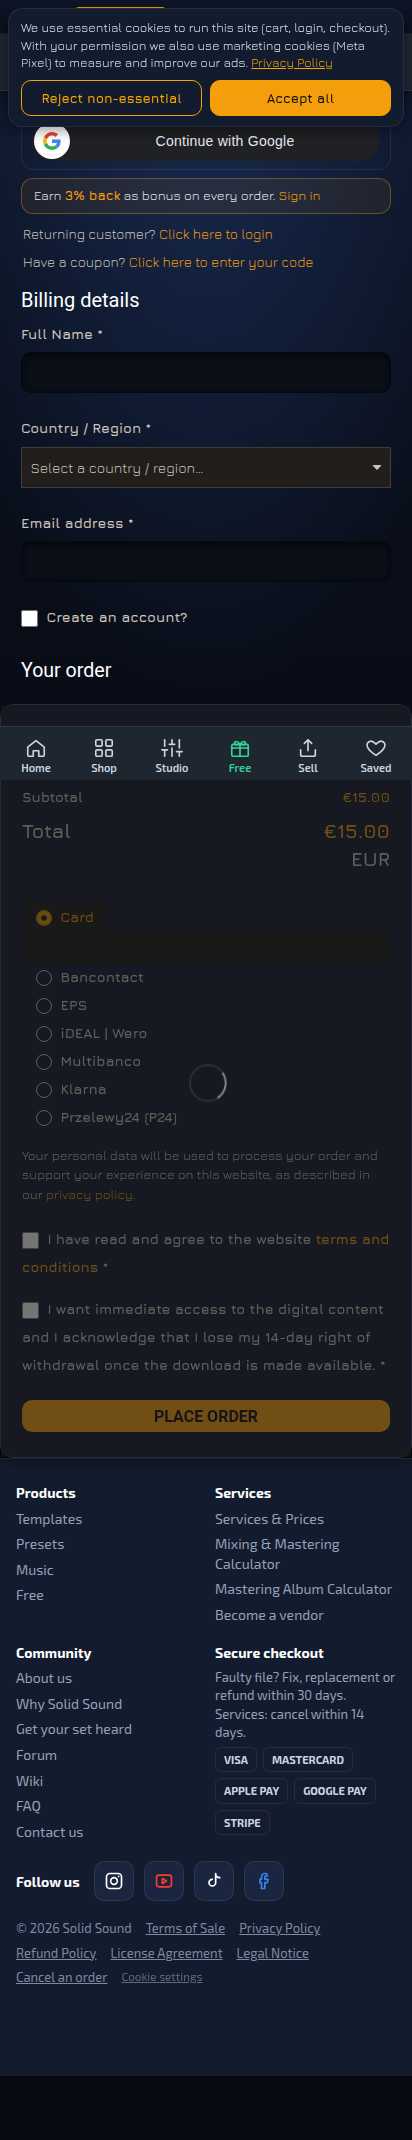 We use essential cookies to run this site (cart, login, checkout).
With your permission we also use marketing cookies (Meta
Pixel) to measure and improve our ads. Privacy Policy
Reject non-essential
Accept all
Continue with Google
Earn 3% back as bonus on every order. Sign in
Returning customer? Click here to login
Have a coupon? Click here to enter your code
Billing details
Full Name *
Country / Region *
Select a country / region...
Email address *
Create an account?
Your order
Home
Shop
Studio
Free
Sell
Saved
Subtotal €15.00
Total €15.00
EUR
Card
Bancontact
EPS
iDEAL | Wero
Multibanco
Klarna
Przelewy24 (P24)
Your personal data will be used to process your order and
support your experience on this website, as described in
our privacy policy.
I have read and agree to the website terms and
conditions *
I want immediate access to the digital content
and I acknowledge that I lose my 14-day right of
withdrawal once the download is made available. *
PLACE ORDER
Products
Templates
Presets
Music
Free
Services
Services & Prices
Mixing & Mastering
Calculator
Mastering Album Calculator
Become a vendor
Community
About us
Why Solid Sound
Get your set heard
Forum
Wiki
FAQ
Contact us
Secure checkout
Faulty file? Fix, replacement or
refund within 30 days.
Services: cancel within 14
days.
VISA
MASTERCARD
APPLE PAY
GOOGLE PAY
STRIPE
Follow us
© 2026 Solid Sound Terms of Sale Privacy Policy
Refund Policy License Agreement Legal Notice
Cancel an order Cookie settings